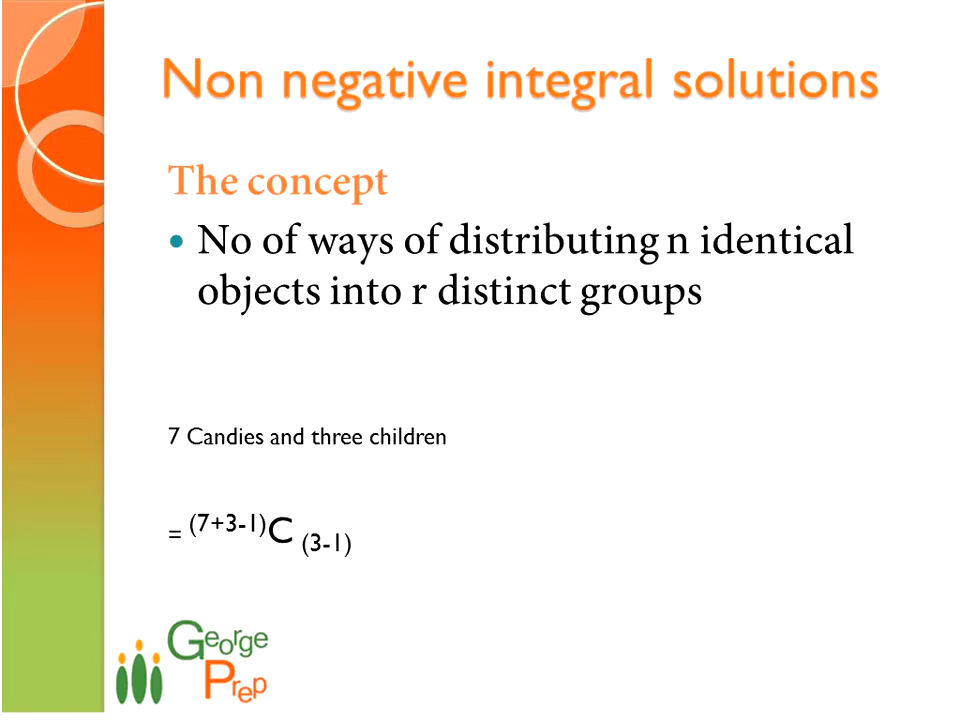 Non negative integral solutions
The concept
• No of ways of distributing n identical
objects into r distinct groups
7 Candies and three children
= (7+3-1)C (3-1)
George
Prep